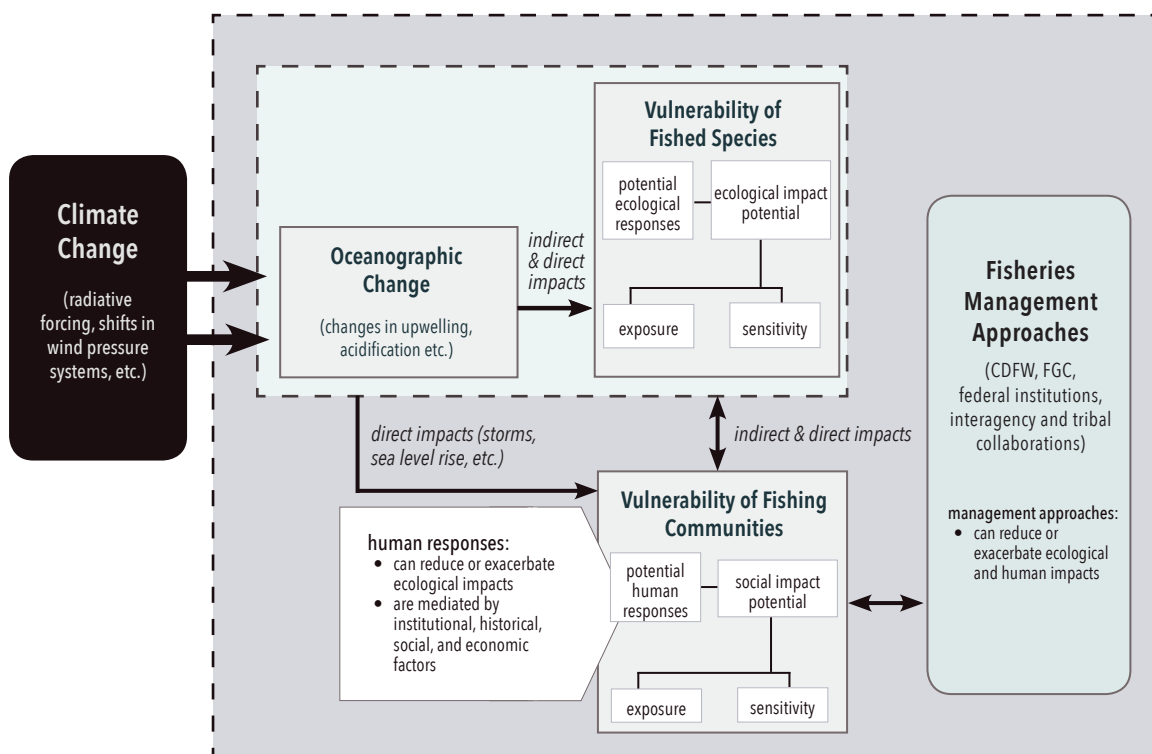 Climate
Change
(radiative
forcing, shifts in
wind pressure
systems, etc.)
Oceanographic
Change
(changes in upwelling,
acidification etc.)
indirect
& direct
impacts
Vulnerability of
Fished Species
potential
ecological
responses
ecological impact
potential
exposure
sensitivity
direct impacts (storms,
sea level rise, etc.)
indirect & direct impacts
Vulnerability of Fishing
Communities
human responses:
• can reduce or exacerbate
ecological impacts
• are mediated by
institutional, historical,
social, and economic
factors
potential
human
responses
social impact
potential
exposure
sensitivity
Fisheries
Management
Approaches
(CDFW, FGC,
federal institutions,
interagency and tribal
collaborations)
management approaches:
• can reduce or
exacerbate ecological
and human impacts